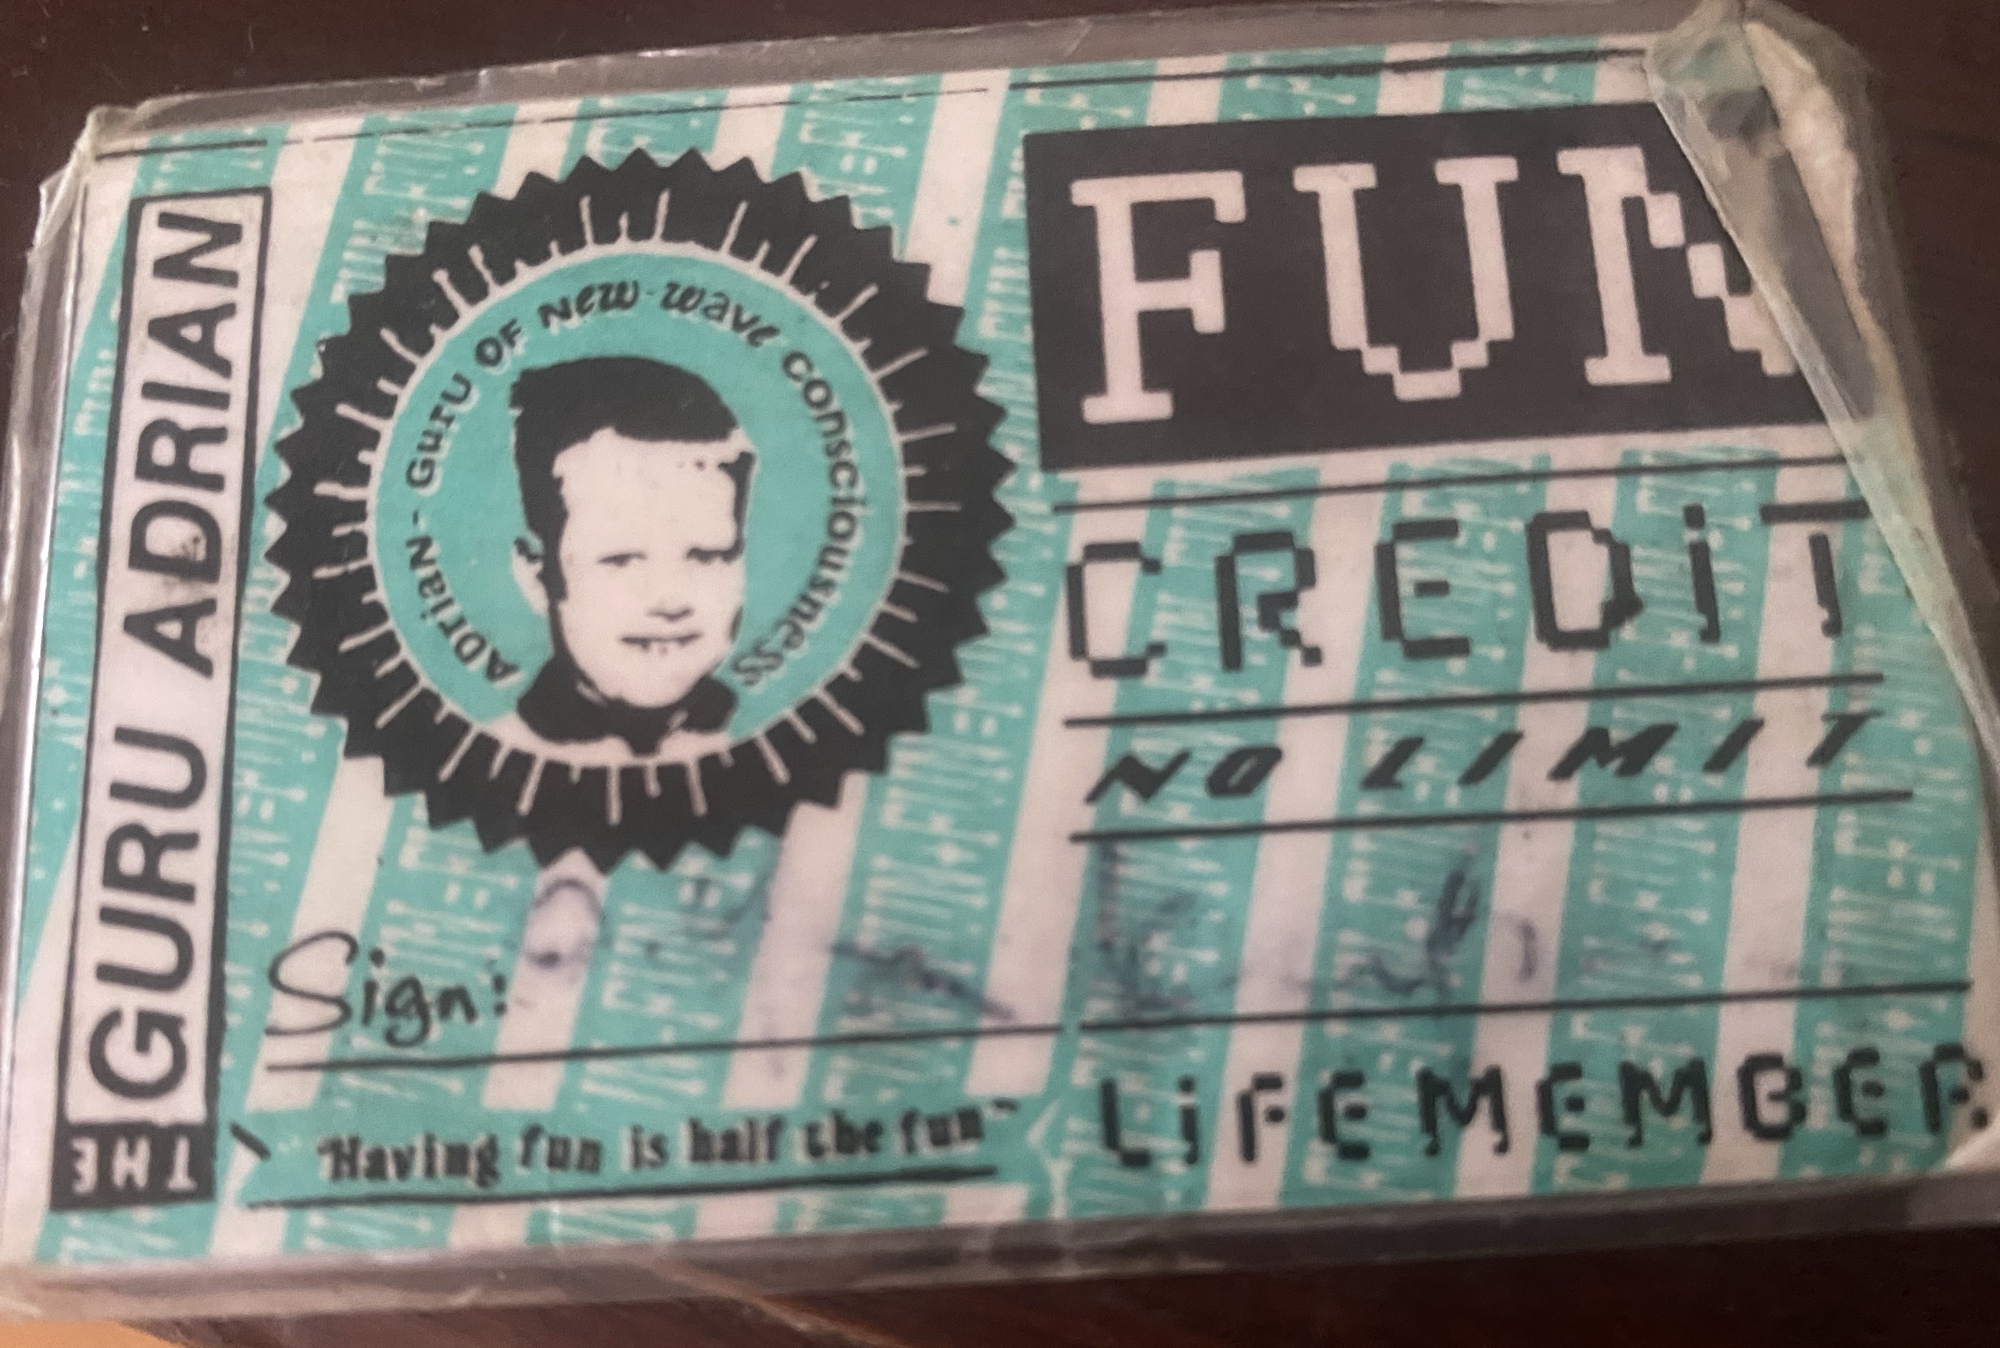 THE GURU ADRIAN
ADrian - Guru OF New-wave consciousness
FUN
CREDiT
NO LIMIT
Sign:
"Having fun is half the fun"
LiFEMEMBER